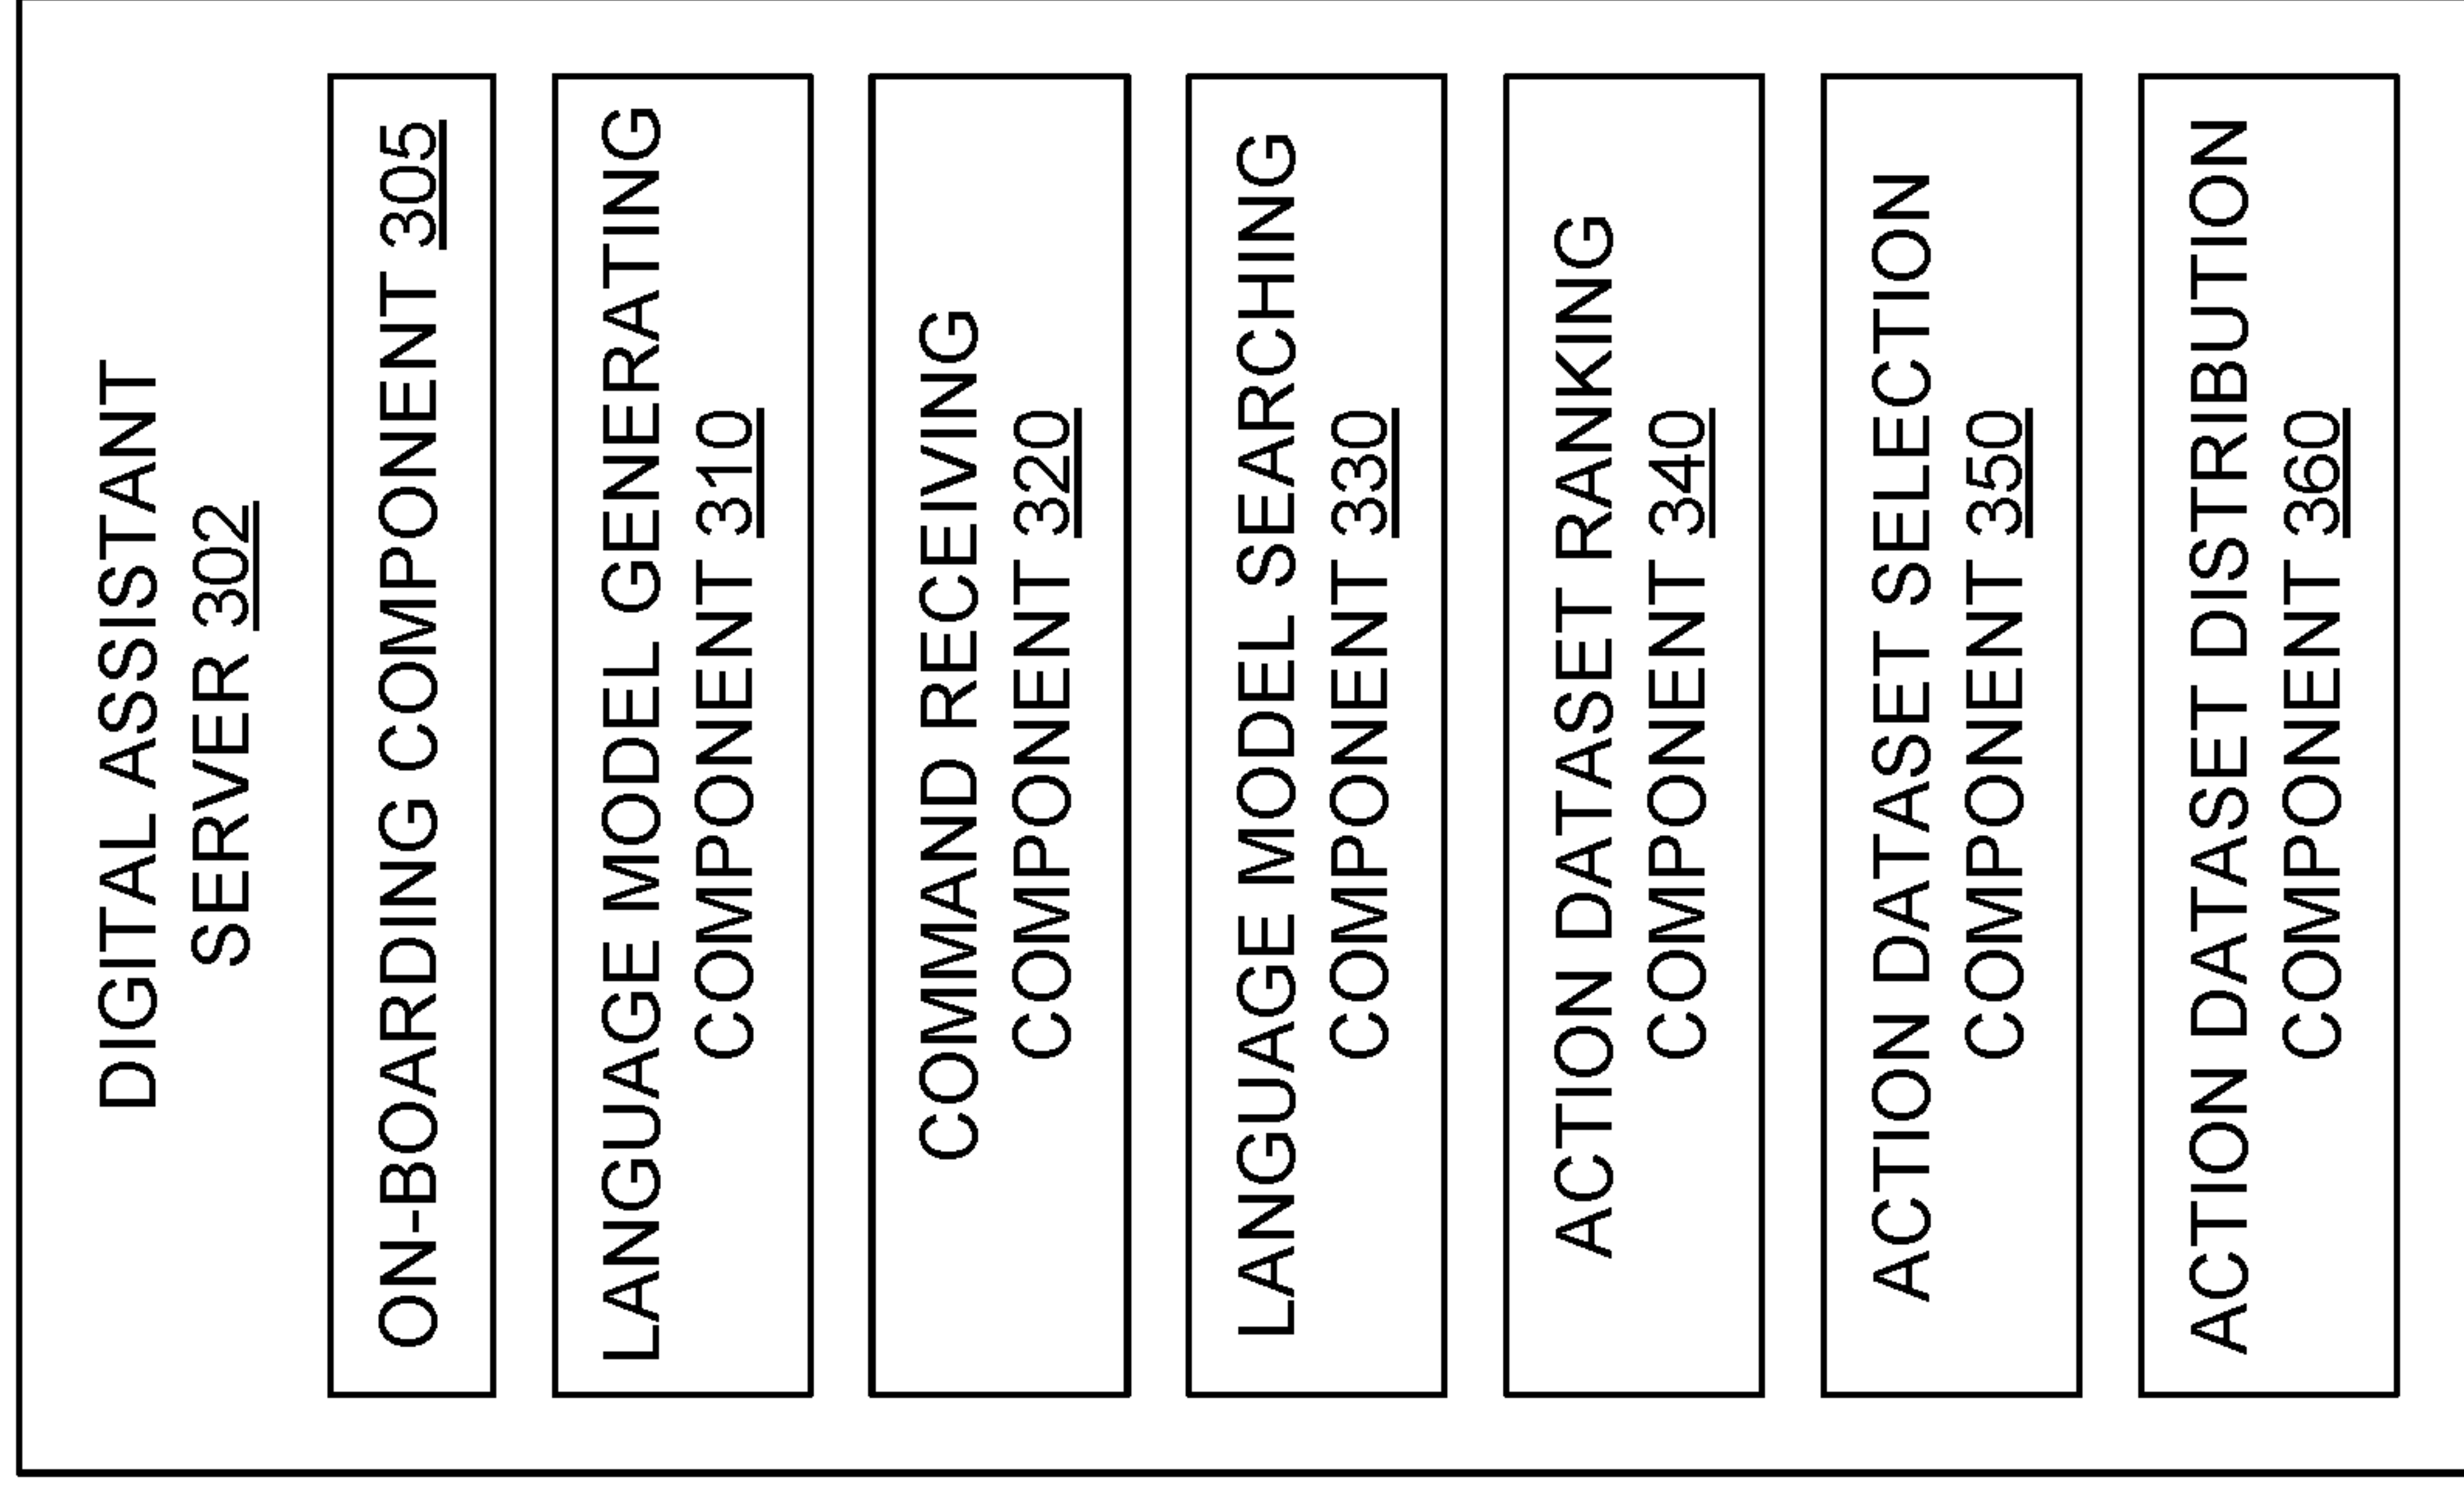 DIGITAL ASSISTANT
SERVER 302
ON-BOARDING COMPONENT 305
LANGUAGE MODEL GENERATING
COMPONENT 310
COMMAND RECEIVING
COMPONENT 320
LANGUAGE MODEL SEARCHING
COMPONENT 330
ACTION DATASET RANKING
COMPONENT 340
ACTION DATASET SELECTION
COMPONENT 350
ACTION DATASET DISTRIBUTION
COMPONENT 360